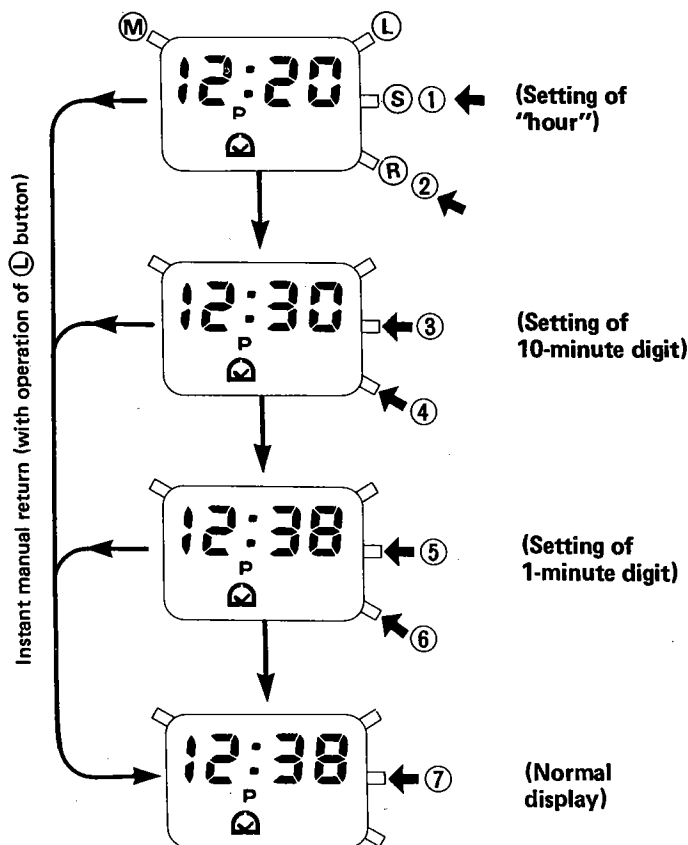 Ⓜ
Ⓛ
12:20
P
Ⓢ ① (Setting of
"hour")
Ⓡ ②
Instant manual return (with operation of Ⓛ button)
12:30
P
③ (Setting of
10-minute digit)
④
12:38
P
⑤ (Setting of
1-minute digit)
⑥
12:38
P
⑦ (Normal
display)